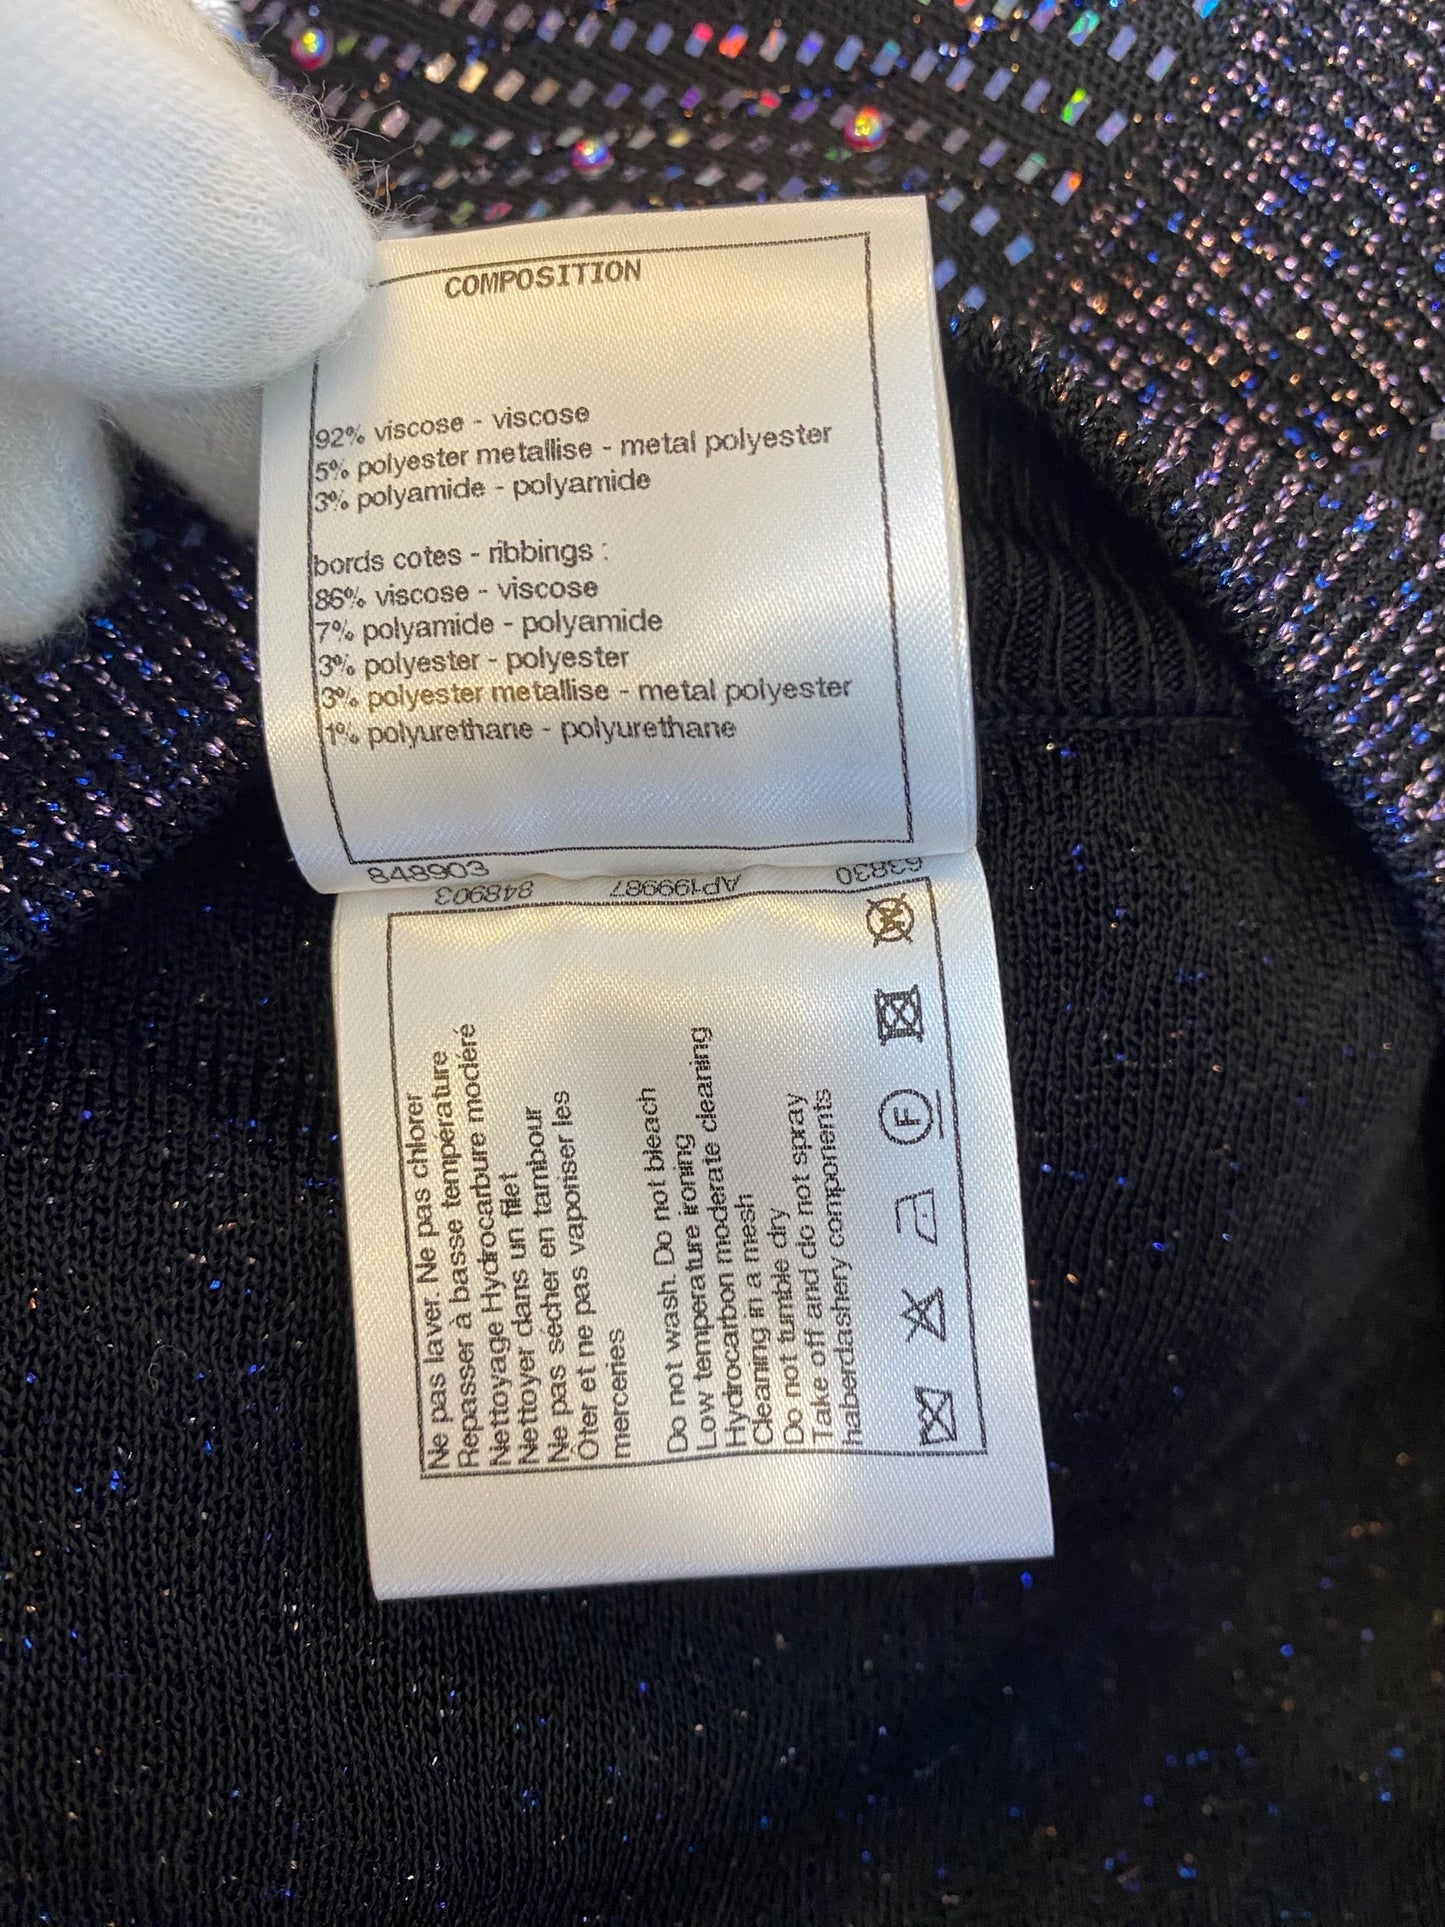 COMPOSITION
92% viscose - viscose
5% polyester metallise - metal polyester
3% polyamide - polyamide
bords cotes - ribbings :
86% viscose - viscose
7% polyamide - polyamide
3% polyester - polyester
3% polyester metallise - metal polyester
1% polyurethane - polyurethane
848903
848903 AP199987 63830
Ne pas laver. Ne pas chlorer
Repasser à basse temperature
Nettoyage Hydrocarbure modéré
Nettoyer dans un filet
Ne pas sécher en tambour
Ôter et ne pas vaporiser les
merceries
Do not wash. Do not bleach
Low temperature ironing
Hydrocarbon moderate cleaning
Cleaning in a mesh
Do not tumble dry
Take off and do not spray
haberdashery components
W
F